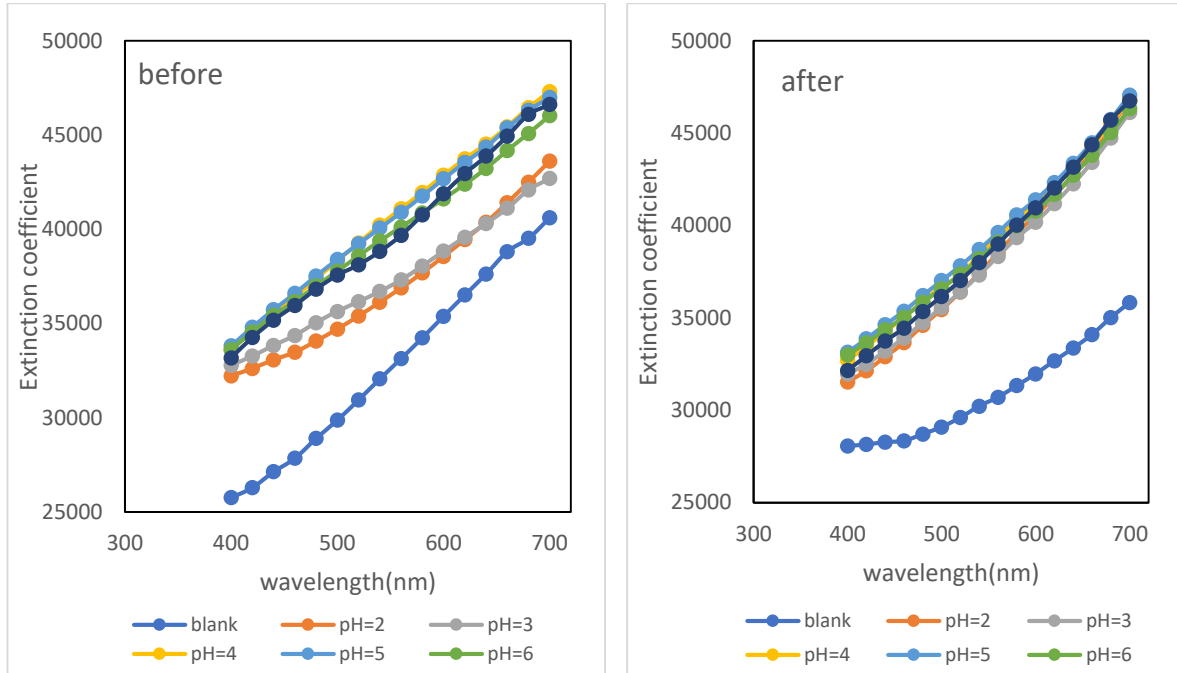 before
50000
45000
40000
35000
30000
25000
300 400 500 600 700
Extinction coefficient
wavelength(nm)
blank pH=2 pH=3
pH=4 pH=5 pH=6
after
50000
45000
40000
35000
30000
25000
300 400 500 600 700
Extinction coefficient
wavelength(nm)
blank pH=2 pH=3
pH=4 pH=5 pH=6